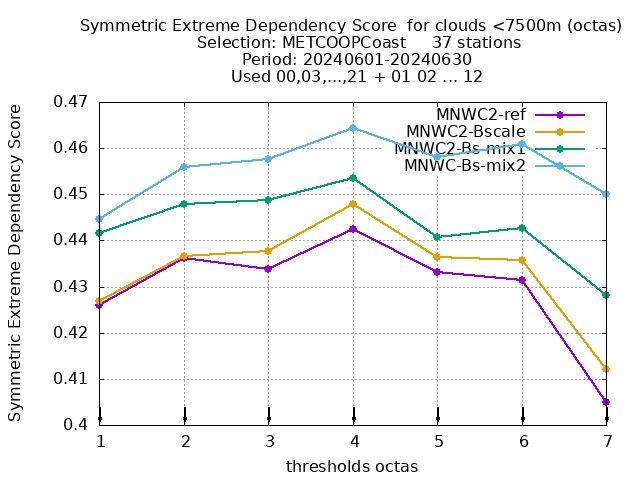 Symmetric Extreme Dependency Score  for clouds <7500m (octas)
Selection: METCOOPCoast     37 stations
Period: 20240601-20240630
Used 00,03,...,21 + 01 02 ... 12
MNWC2-ref
MNWC2-Bscale
MNWC2-Bs-mix1
MNWC-Bs-mix2
Symmetric Extreme Dependency Score
0.47
0.46
0.45
0.44
0.43
0.42
0.41
0.4
1 2 3 4 5 6 7
thresholds octas